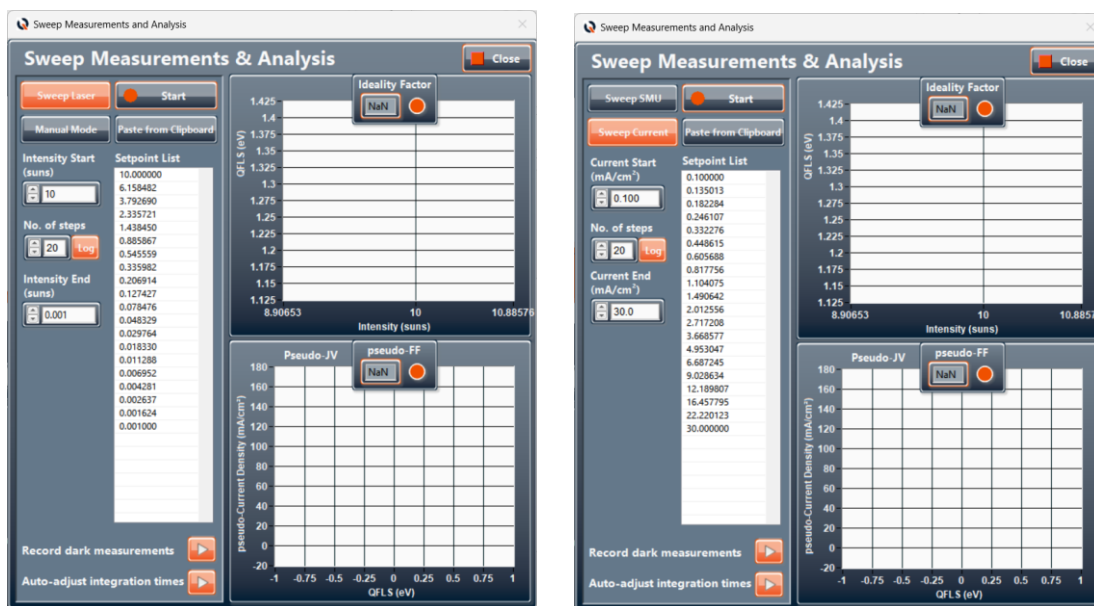 Sweep Measurements and Analysis
Sweep Measurements & Analysis
Close
Sweep Laser
Start
Manual Mode
Paste from Clipboard
Intensity Start
(suns)
10
No. of steps
20
Log
Intensity End
(suns)
0.001
Setpoint List
10.000000
6.158482
3.792690
2.335721
1.438450
0.885867
0.545559
0.335982
0.206914
0.127427
0.078476
0.048329
0.029764
0.018330
0.011288
0.006952
0.004281
0.002637
0.001624
0.001000
Record dark measurements
Auto-adjust integration times
Ideality Factor
NaN
QFLS (eV)
1.425
1.4
1.375
1.35
1.325
1.3
1.275
1.25
1.225
1.2
1.175
1.15
1.125
8.90653
10
10.88576
Intensity (suns)
Pseudo-JV
pseudo-FF
NaN
pseudo-Current Density (mA/cm²)
180
160
140
120
100
80
60
40
20
0
-20
-1
-0.75
-0.5
-0.25
0
0.25
0.5
0.75
1
QFLS (eV)
Sweep Measurements and Analysis
Sweep Measurements & Analysis
Close
Sweep SMU
Start
Sweep Current
Paste from Clipboard
Current Start
(mA/cm²)
0.100
No. of steps
20
Log
Current End
(mA/cm²)
30.0
Setpoint List
0.100000
0.135013
0.182284
0.246107
0.332276
0.448615
0.605688
0.817756
1.104075
1.490642
2.012556
2.717208
3.668577
4.953047
6.687245
9.028634
12.189807
16.457795
22.220123
30.000000
Record dark measurements
Auto-adjust integration times
Ideality Factor
NaN
QFLS (eV)
1.425
1.4
1.375
1.35
1.325
1.3
1.275
1.25
1.225
1.2
1.175
1.15
1.125
8.90653
10
10.88576
Intensity (suns)
Pseudo-JV
pseudo-FF
NaN
pseudo-Current Density (mA/cm²)
180
160
140
120
100
80
60
40
20
0
-20
-1
-0.75
-0.5
-0.25
0
0.25
0.5
0.75
1
QFLS (eV)